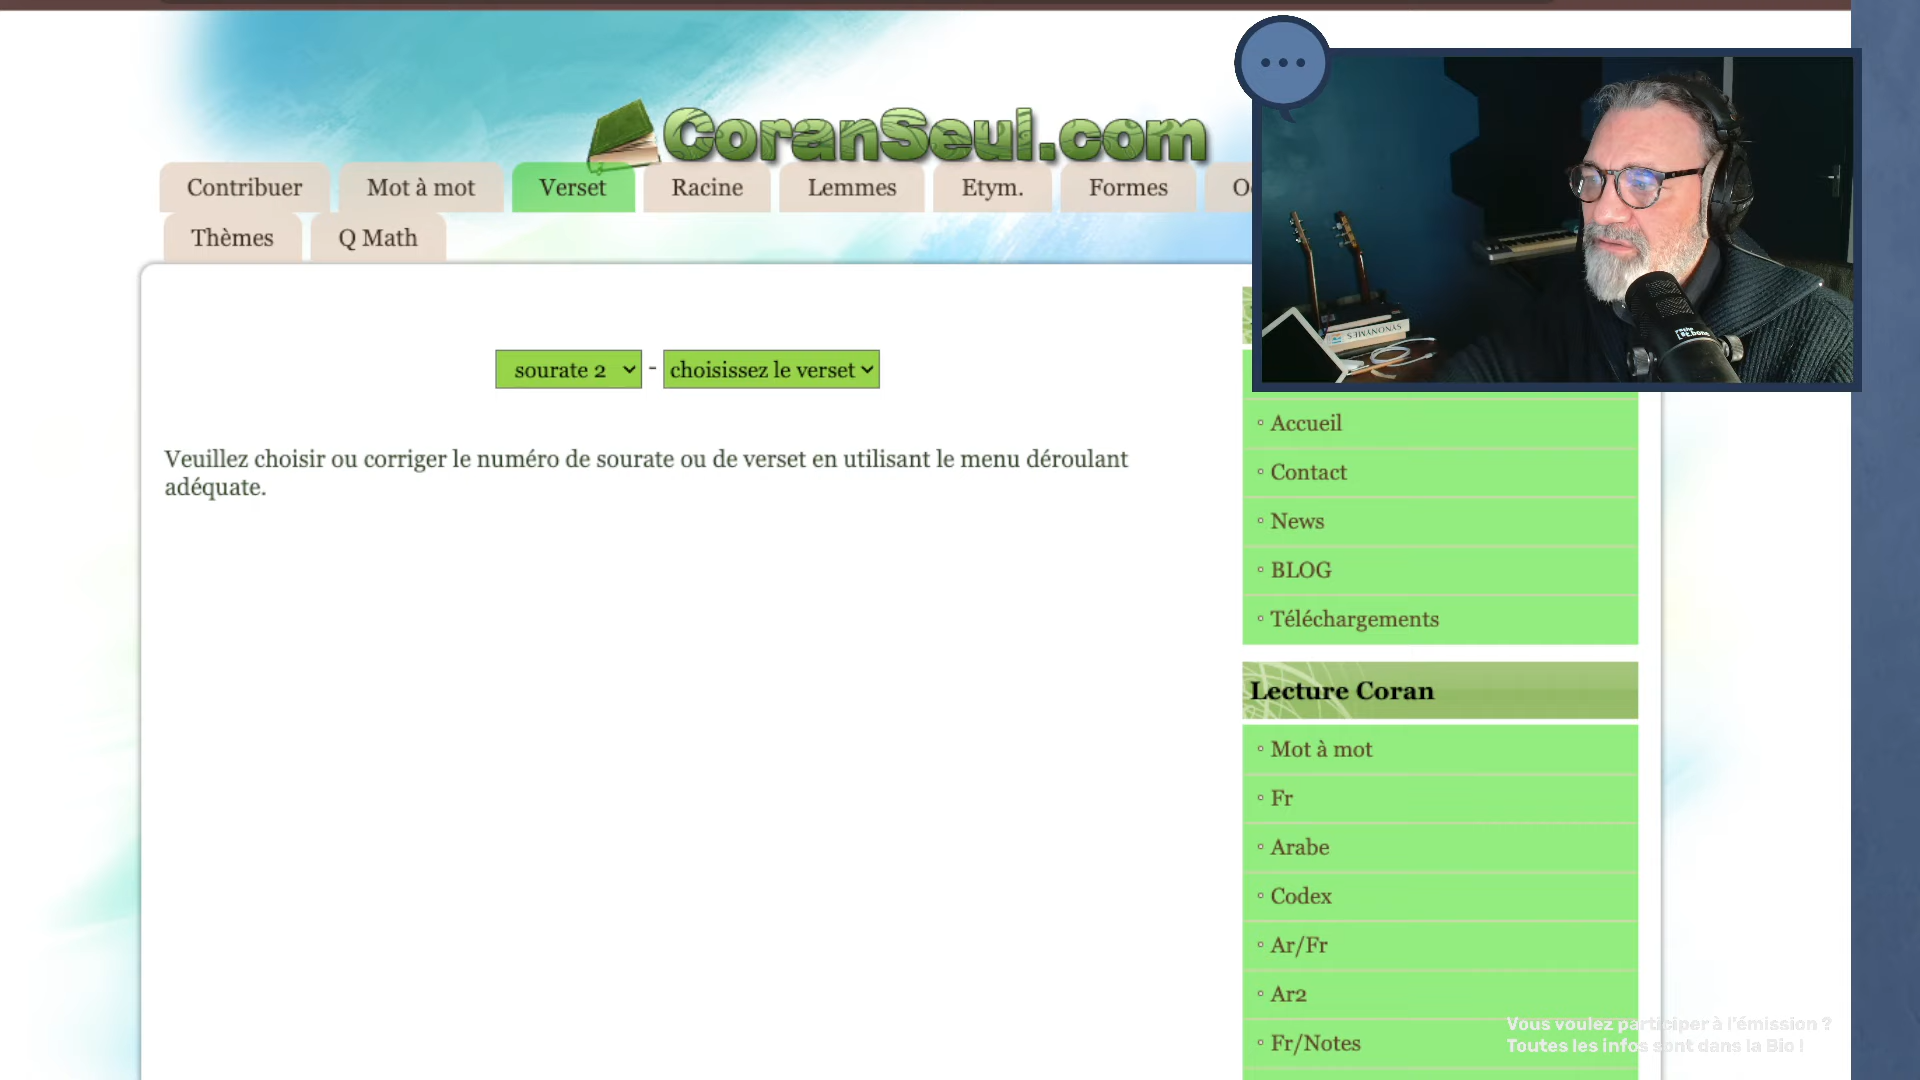 CoranSeul.com
Contribuer
Mot à mot
Verset
Racine
Lemmes
Etym.
Formes
Thèmes
Q Math
sourate 2 - choisissez le verset
Veuillez choisir ou corriger le numéro de sourate ou de verset en utilisant le menu déroulant
adéquate.
SYNONYMES
Accueil
Contact
News
BLOG
Téléchargements
Lecture Coran
Mot à mot
Fr
Arabe
Codex
Ar/Fr
Ar2
Fr/Notes
Vous voulez participer à l'émission ?
Toutes les infos sont dans la Bio !